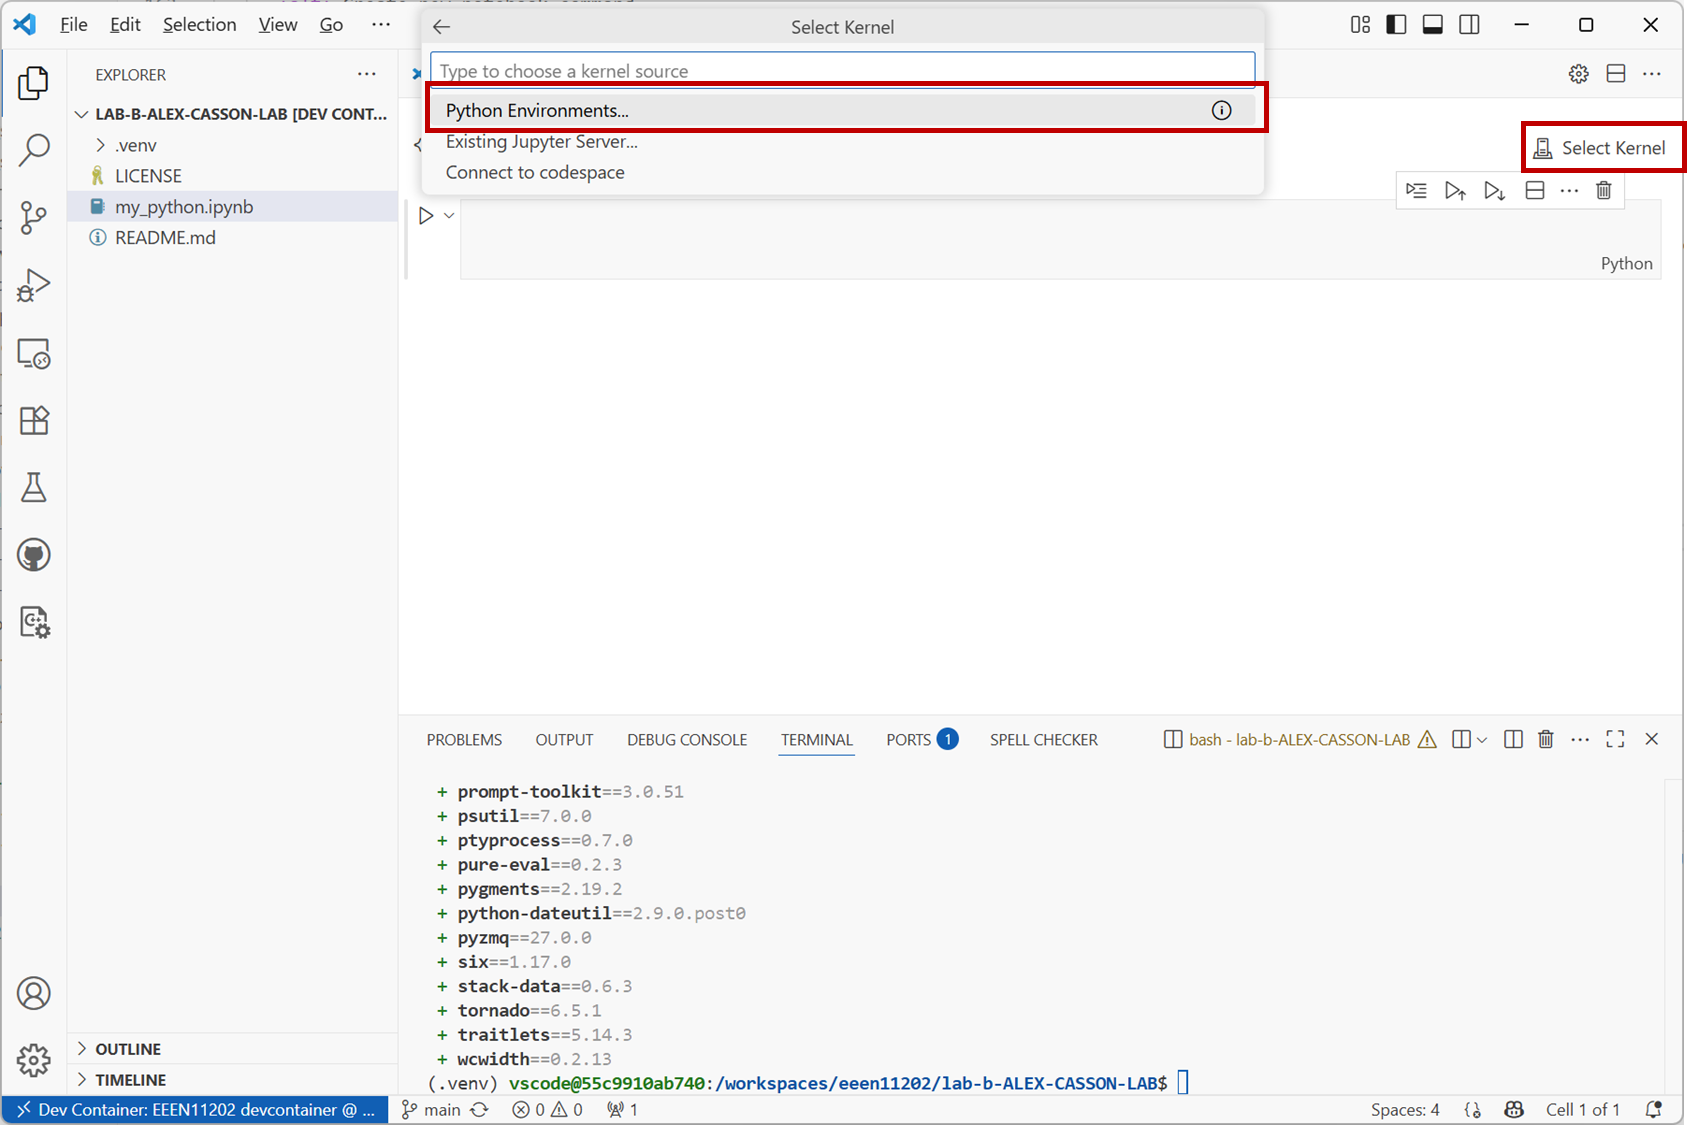 File Edit Selection View Go ···
Select Kernel
Type to choose a kernel source
Python Environments...
Existing Jupyter Server...
Connect to codespace
EXPLORER
LAB-B-ALEX-CASSON-LAB [DEV CONT...
.venv
LICENSE
my_python.ipynb
README.md
Select Kernel
Python
PROBLEMS OUTPUT DEBUG CONSOLE TERMINAL PORTS 1 SPELL CHECKER bash - lab-b-ALEX-CASSON-LAB
+ prompt-toolkit==3.0.51
+ psutil==7.0.0
+ ptyprocess==0.7.0
+ pure-eval==0.2.3
+ pygments==2.19.2
+ python-dateutil==2.9.0.post0
+ pyzmq==27.0.0
+ six==1.17.0
+ stack-data==0.6.3
+ tornado==6.5.1
+ traitlets==5.14.3
+ wcwidth==0.2.13
(.venv) vscode@55c9910ab740:/workspaces/eeen11202/lab-b-ALEX-CASSON-LAB$
OUTLINE
TIMELINE
Dev Container: EEEN11202 devcontainer @ ... main 0 0 1 Spaces: 4 Cell 1 of 1